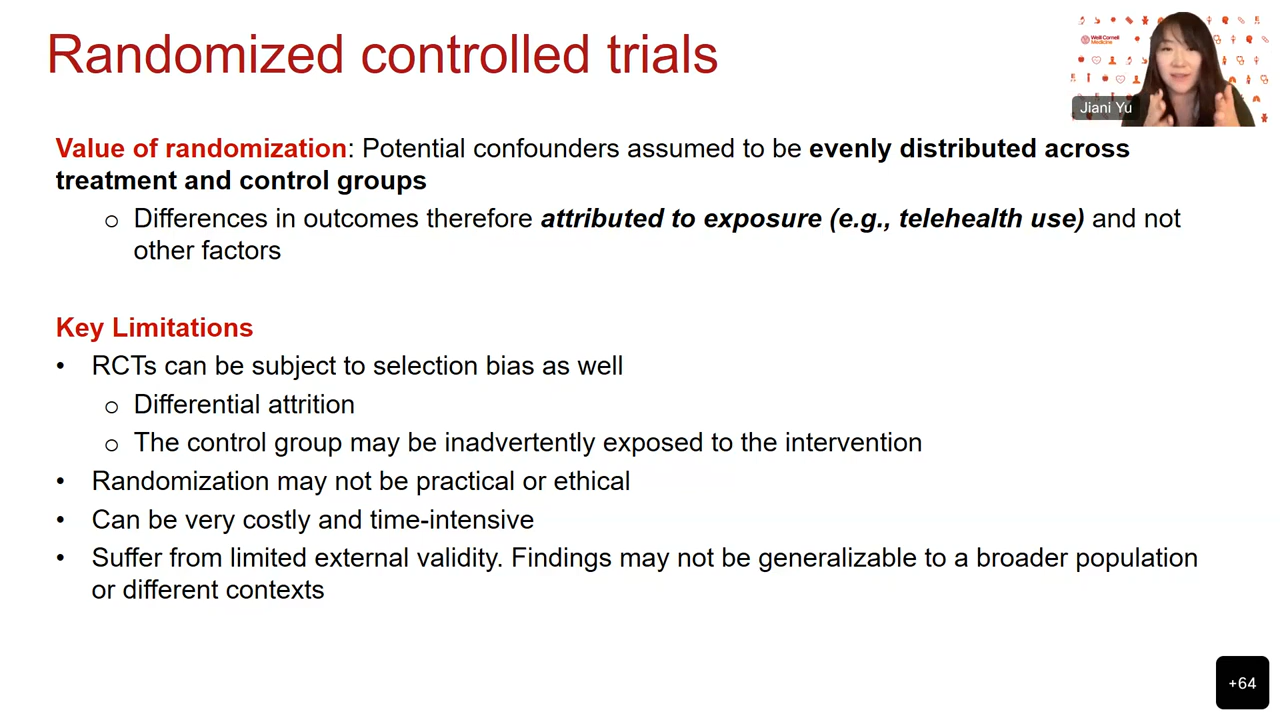 Randomized controlled trials
Weill Cornell
Medicine
Jiani Yu
Value of randomization: Potential confounders assumed to be evenly distributed across
treatment and control groups
o Differences in outcomes therefore attributed to exposure (e.g., telehealth use) and not
other factors
Key Limitations
• RCTs can be subject to selection bias as well
o Differential attrition
o The control group may be inadvertently exposed to the intervention
• Randomization may not be practical or ethical
• Can be very costly and time-intensive
• Suffer from limited external validity. Findings may not be generalizable to a broader population
or different contexts
+64